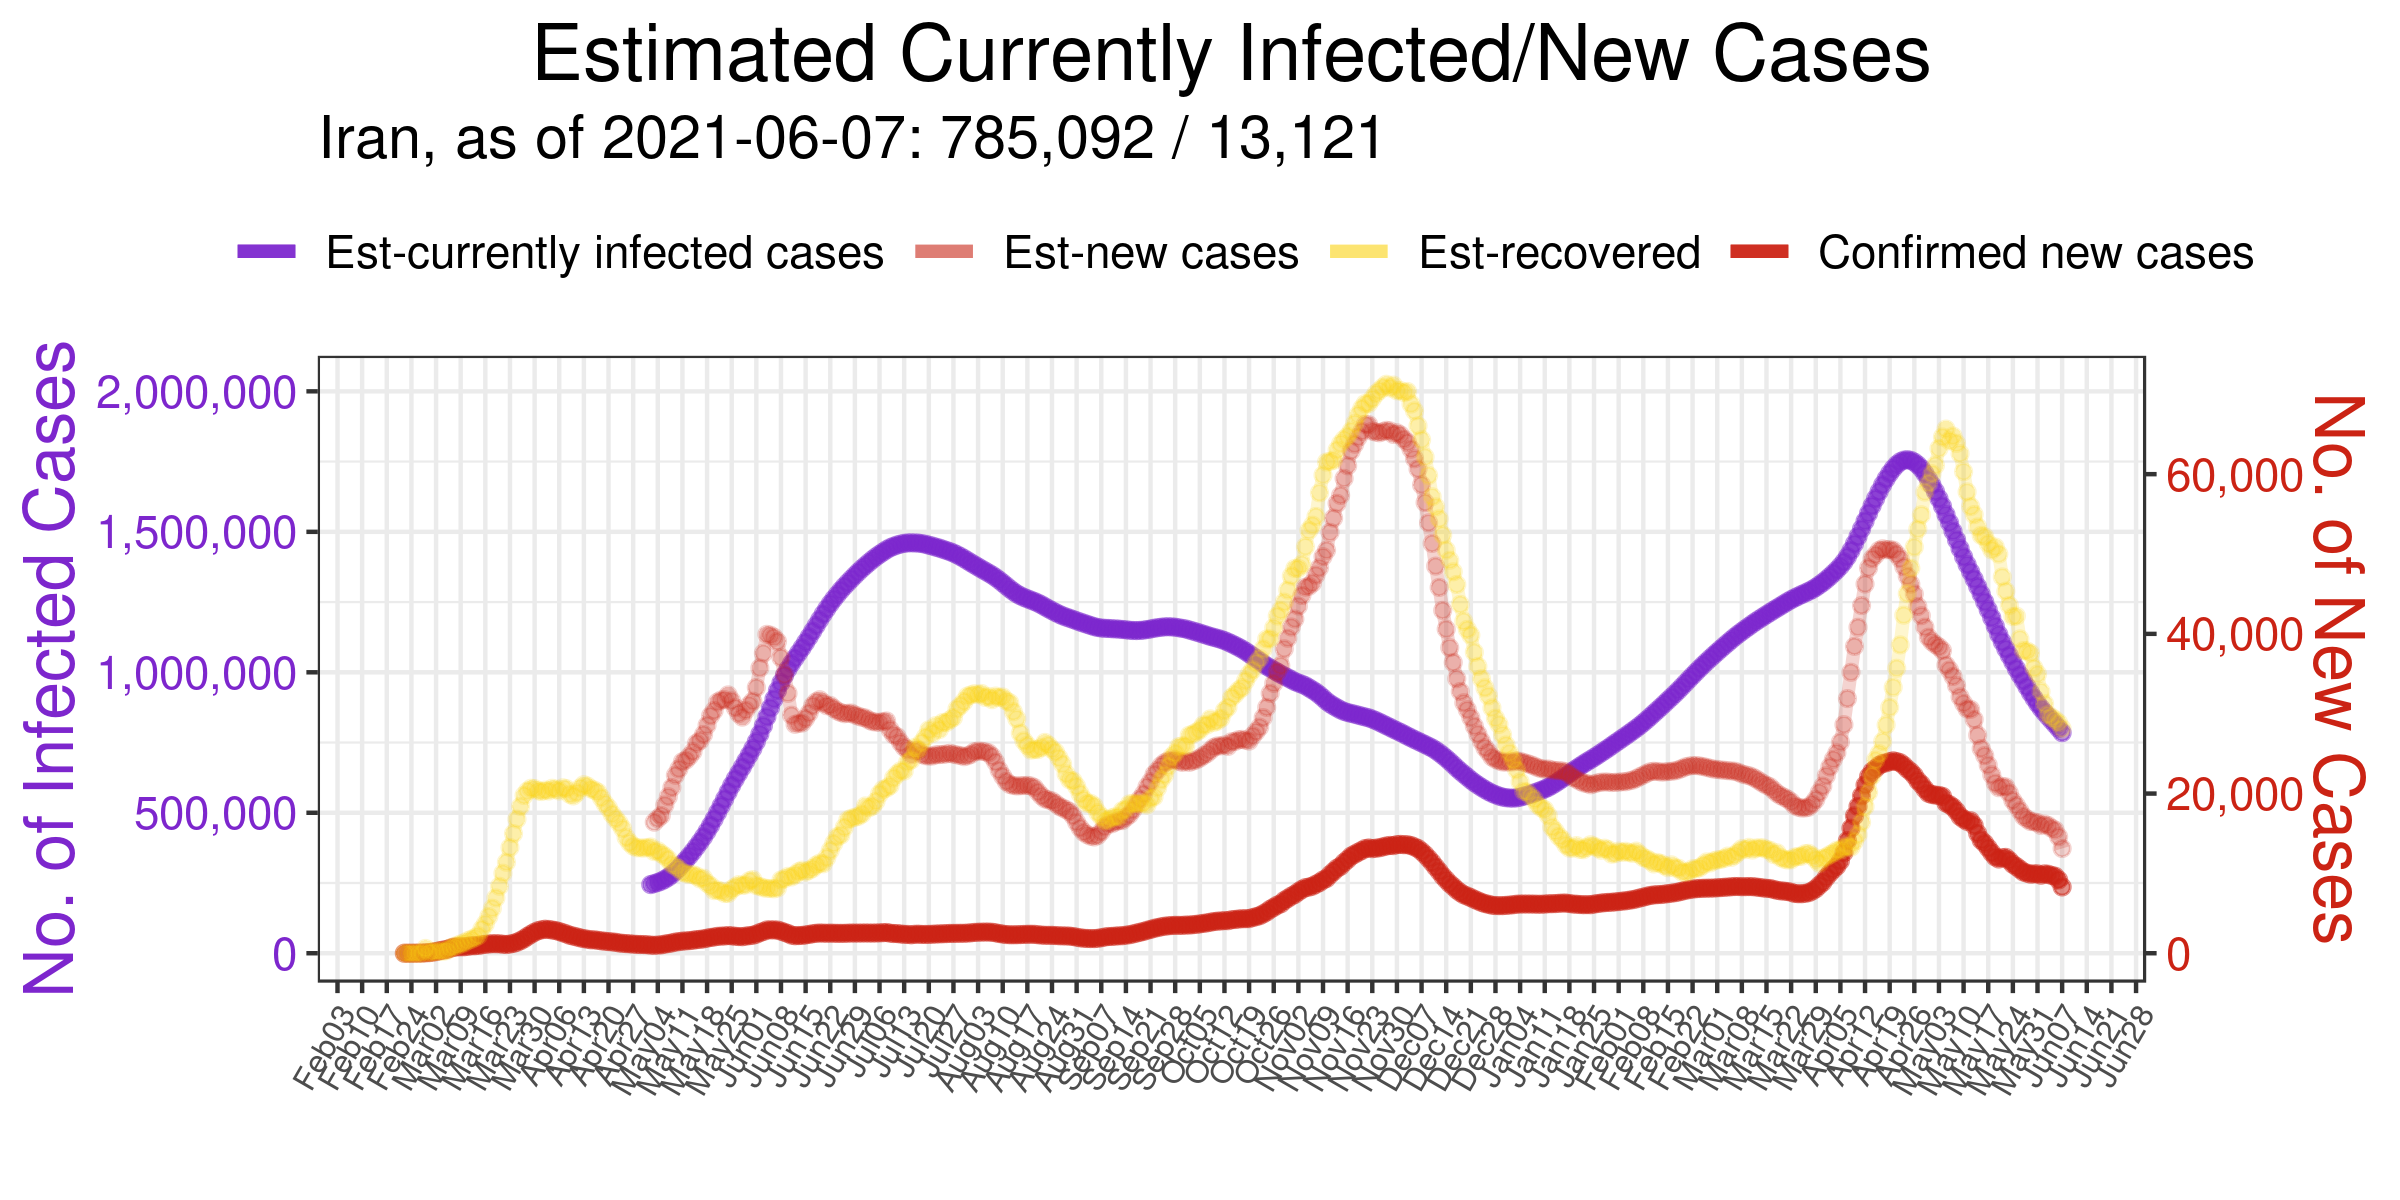 Estimated Currently Infected/New Cases
Iran, as of 2021-06-07: 785,092 / 13,121
Est-currently infected cases Est-new cases Est-recovered Confirmed new cases
No. of Infected Cases
2,000,000
1,500,000
1,000,000
500,000
0
60,000
40,000
20,000
0
No. of New Cases
Feb03 Feb10 Feb17 Feb24 Mar02 Mar09 Mar16 Mar23 Mar30 Apr06 Apr13 Apr20 Apr27 May04 May11 May18 May25 Jun01 Jun08 Jun15 Jun22 Jun29 Jul06 Jul13 Jul20 Jul27 Aug03 Aug10 Aug17 Aug24 Aug31 Sep07 Sep14 Sep21 Sep28 Oct05 Oct12 Oct19 Oct26 Nov02 Nov09 Nov16 Nov23 Nov30 Dec07 Dec14 Dec21 Dec28 Jan04 Jan11 Jan18 Jan25 Feb01 Feb08 Feb15 Feb22 Mar01 Mar08 Mar15 Mar22 Mar29 Apr05 Apr12 Apr19 Apr26 May03 May10 May17 May24 May31 Jun07 Jun14 Jun21 Jun28